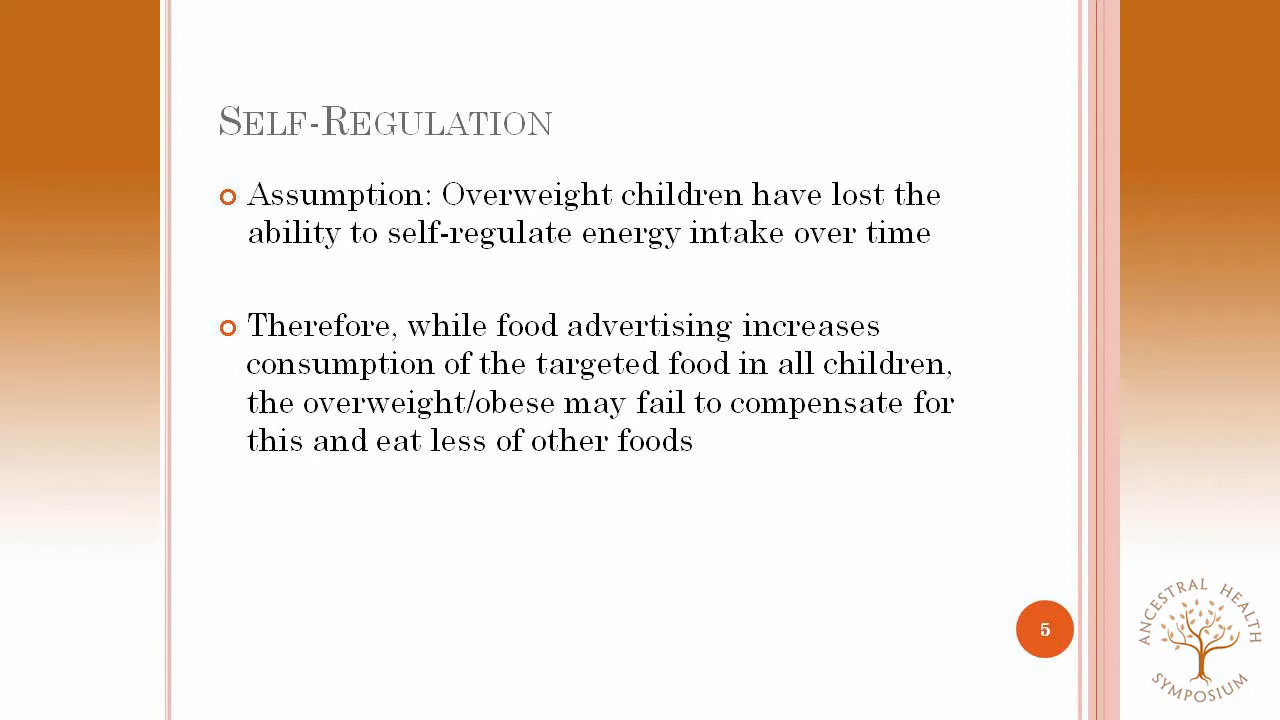 SELF-REGULATION
Assumption: Overweight children have lost the
ability to self-regulate energy intake over time
Therefore, while food advertising increases
consumption of the targeted food in all children,
the overweight/obese may fail to compensate for
this and eat less of other foods
5
ANCESTRAL HEALTH
SYMPOSIUM